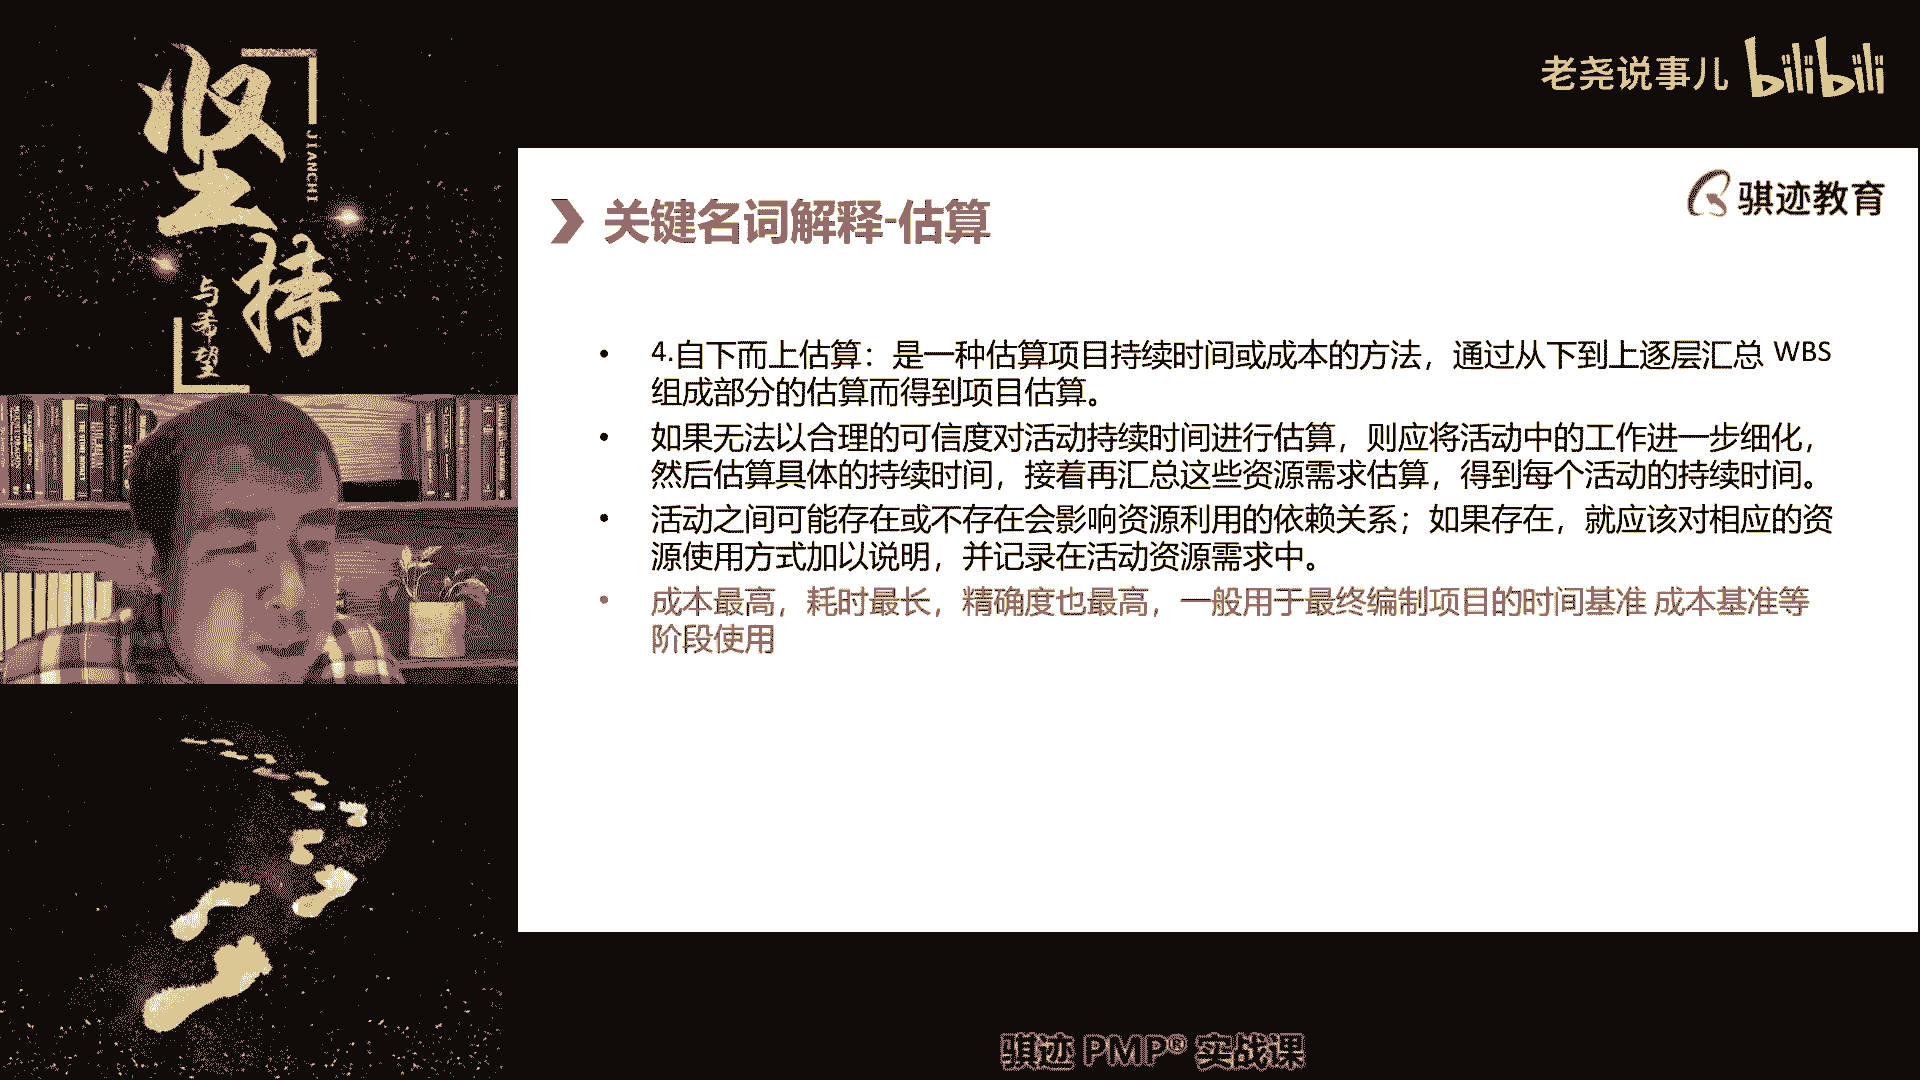 坚持
JIANCHI
与希望
老尧说事儿 bilibili
骐迹教育
关键名词解释-估算
• 4.自下而上估算：是一种估算项目持续时间或成本的方法，通过从下到上逐层汇总 WBS
组成部分的估算而得到项目估算。
• 如果无法以合理的可信度对活动持续时间进行估算，则应将活动中的工作进一步细化，
然后估算具体的持续时间，接着再汇总这些资源需求估算，得到每个活动的持续时间。
• 活动之间可能存在或不存在会影响资源利用的依赖关系；如果存在，就应该对相应的资
源使用方式加以说明，并记录在活动资源需求中。
• 成本最高，耗时最长，精确度也最高，一般用于最终编制项目的时间基准 成本基准等
阶段使用
骐迹 PMP® 实战课